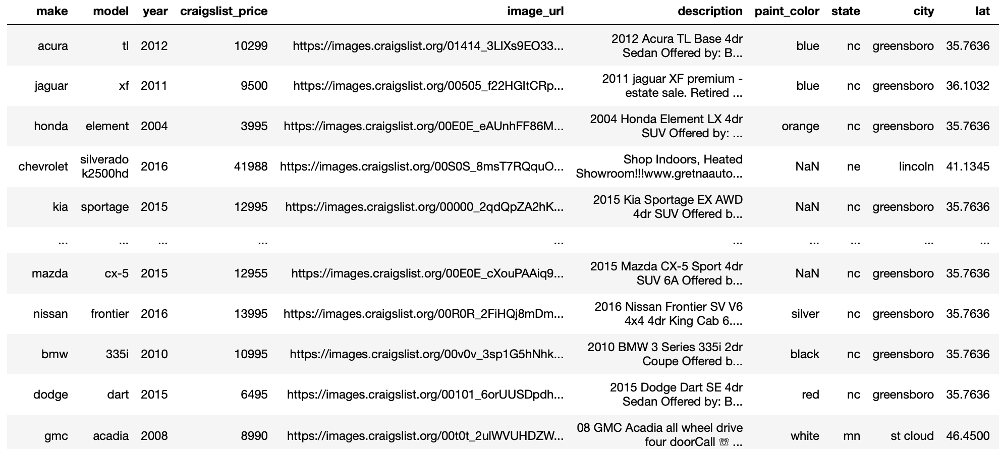 make model year craigslist_price image_url description paint_color state city lat
acura tl 2012 10299 https://images.craigslist.org/01414_3LIXs9EO33... 2012 Acura TL Base 4dr Sedan Offered by: B... blue nc greensboro 35.7636
jaguar xf 2011 9500 https://images.craigslist.org/00505_f22HGItCRp... 2011 jaguar XF premium - estate sale. Retired ... blue nc greensboro 36.1032
honda element 2004 3995 https://images.craigslist.org/00E0E_eAUnhFF86M... 2004 Honda Element LX 4dr SUV Offered by: ... orange nc greensboro 35.7636
chevrolet silverado k2500hd 2016 41988 https://images.craigslist.org/00S0S_8msT7RQquO... Shop Indoors, Heated Showroom!!!www.gretnaauto... NaN ne lincoln 41.1345
kia sportage 2015 12995 https://images.craigslist.org/00000_2qdQpZA2hK... 2015 Kia Sportage EX AWD 4dr SUV Offered b... NaN nc greensboro 35.7636
... ... ... ... ... ... ... ... ... ...
mazda cx-5 2015 12955 https://images.craigslist.org/00E0E_cXouPAAiq9... 2015 Mazda CX-5 Sport 4dr SUV 6A Offered b... NaN nc greensboro 35.7636
nissan frontier 2016 13995 https://images.craigslist.org/00R0R_2FiHQj8mDm... 2016 Nissan Frontier SV V6 4x4 4dr King Cab 6.... silver nc greensboro 35.7636
bmw 335i 2010 10995 https://images.craigslist.org/00v0v_3sp1G5hNhk... 2010 BMW 3 Series 335i 2dr Coupe Offered b... black nc greensboro 35.7636
dodge dart 2015 6495 https://images.craigslist.org/00101_6orUUSDpdh... 2015 Dodge Dart SE 4dr Sedan Offered by: B... red nc greensboro 35.7636
gmc acadia 2008 8990 https://images.craigslist.org/00t0t_2ulWVUHDZW... 08 GMC Acadia all wheel drive four doorCall ☏ ... white mn st cloud 46.4500